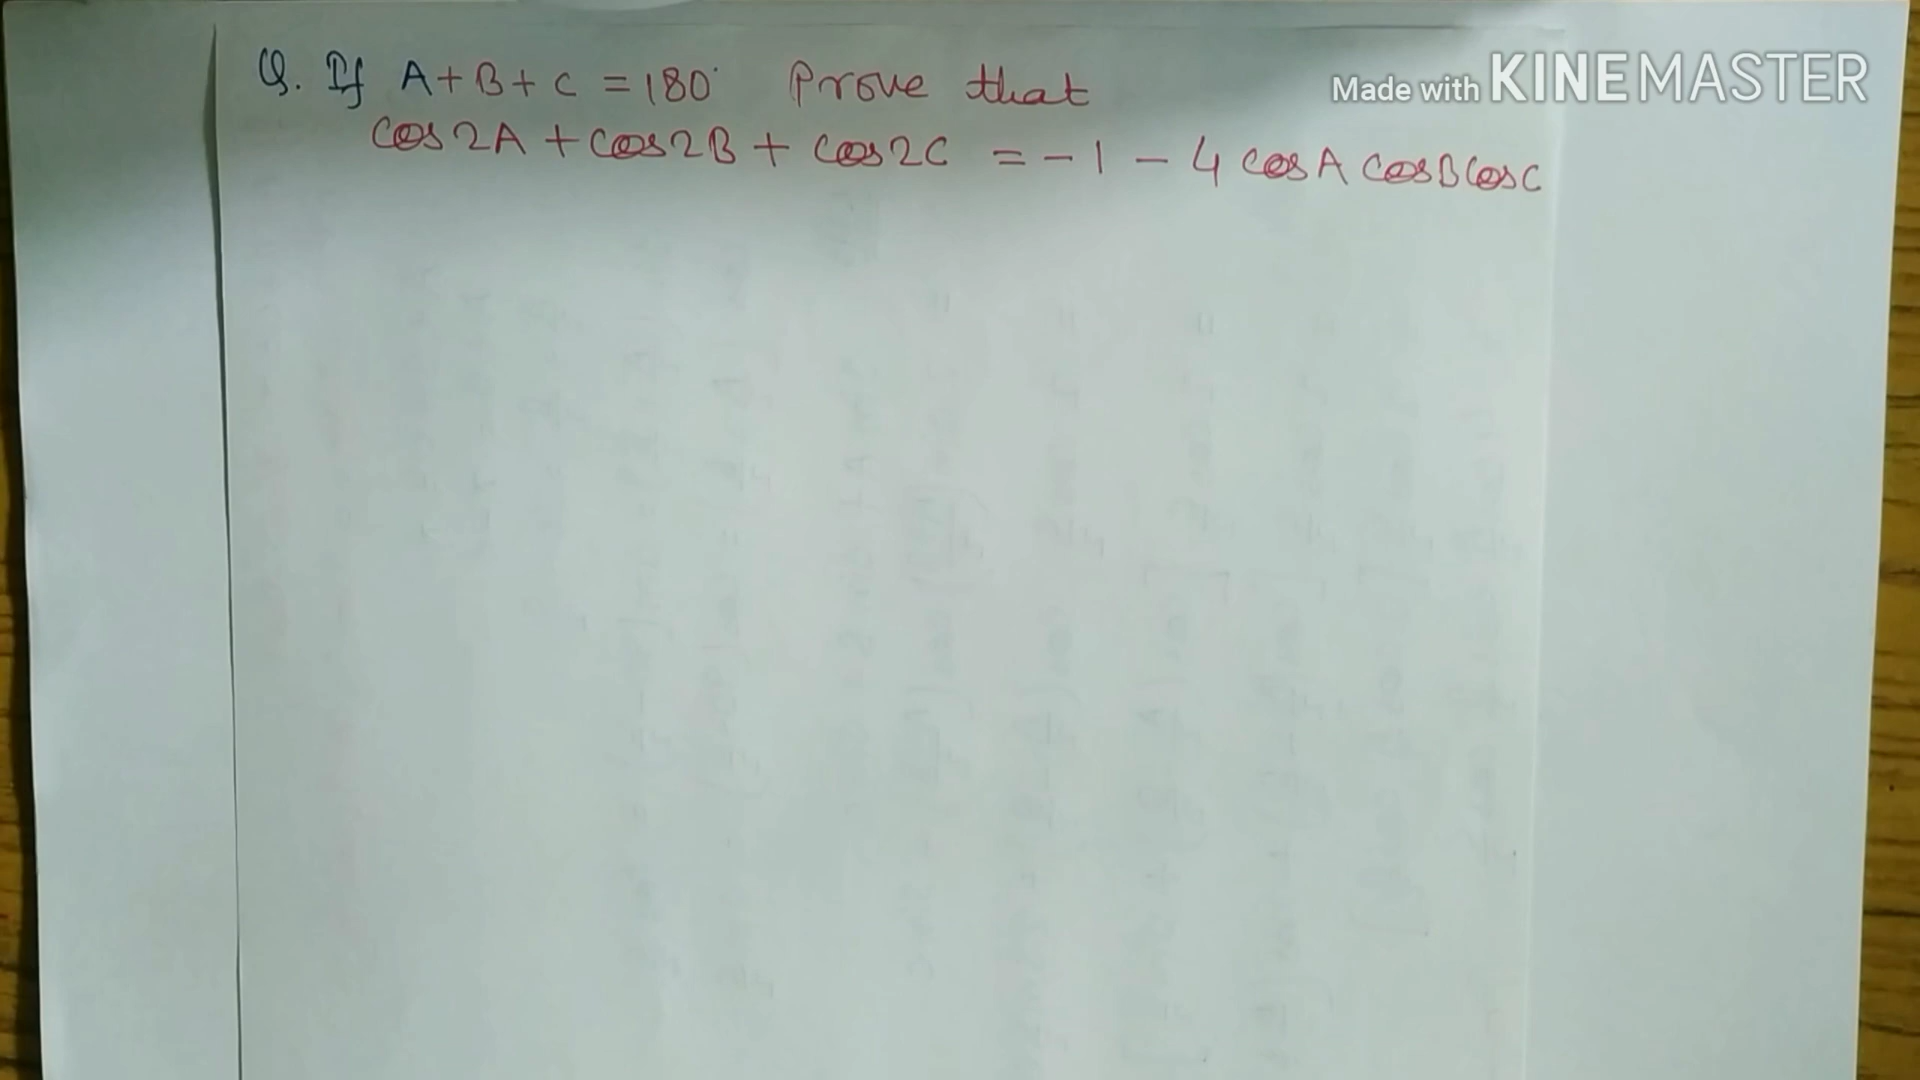 Q. If A+B+C = 180° Prove that
Made with KINEMASTER
cos2A + cos2B + cos2C = -1 - 4 cosA cosB cosC